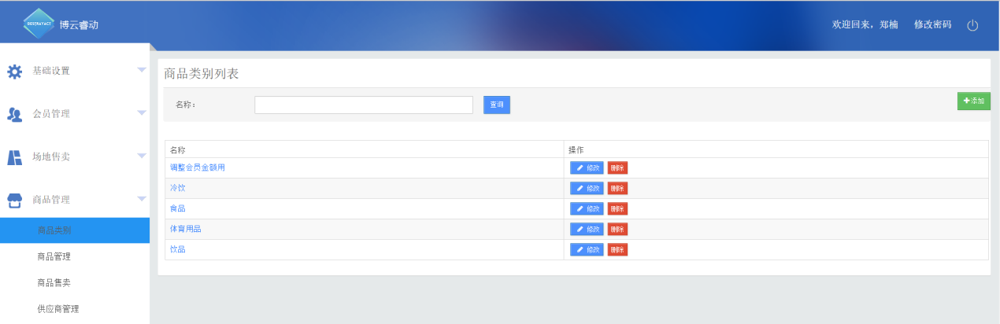 BESTRAYACT
博云睿动
欢迎回来，郑楠 修改密码
基础设置
会员管理
场地售卖
商品管理
商品类别
商品管理
商品售卖
供应商管理
商品类别列表
名称： 查询 添加
名称 操作
调整会员金额用 修改 删除
冷饮 修改 删除
食品 修改 删除
体育用品 修改 删除
饮品 修改 删除